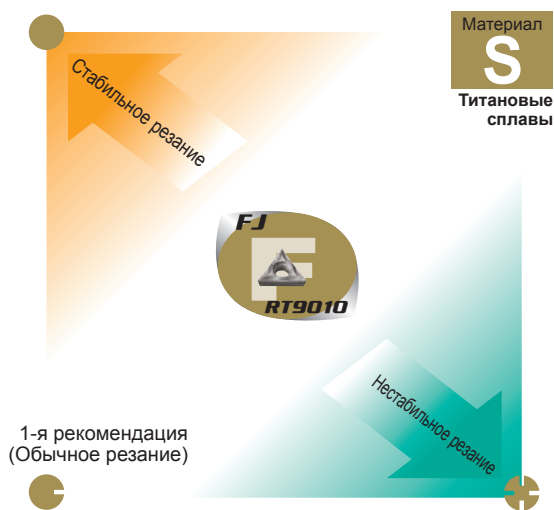 Материал
S
Титановые
сплавы
Стабильное резание
FJ
F
RT9010
Нестабильное резание
1-я рекомендация
(Обычное резание)